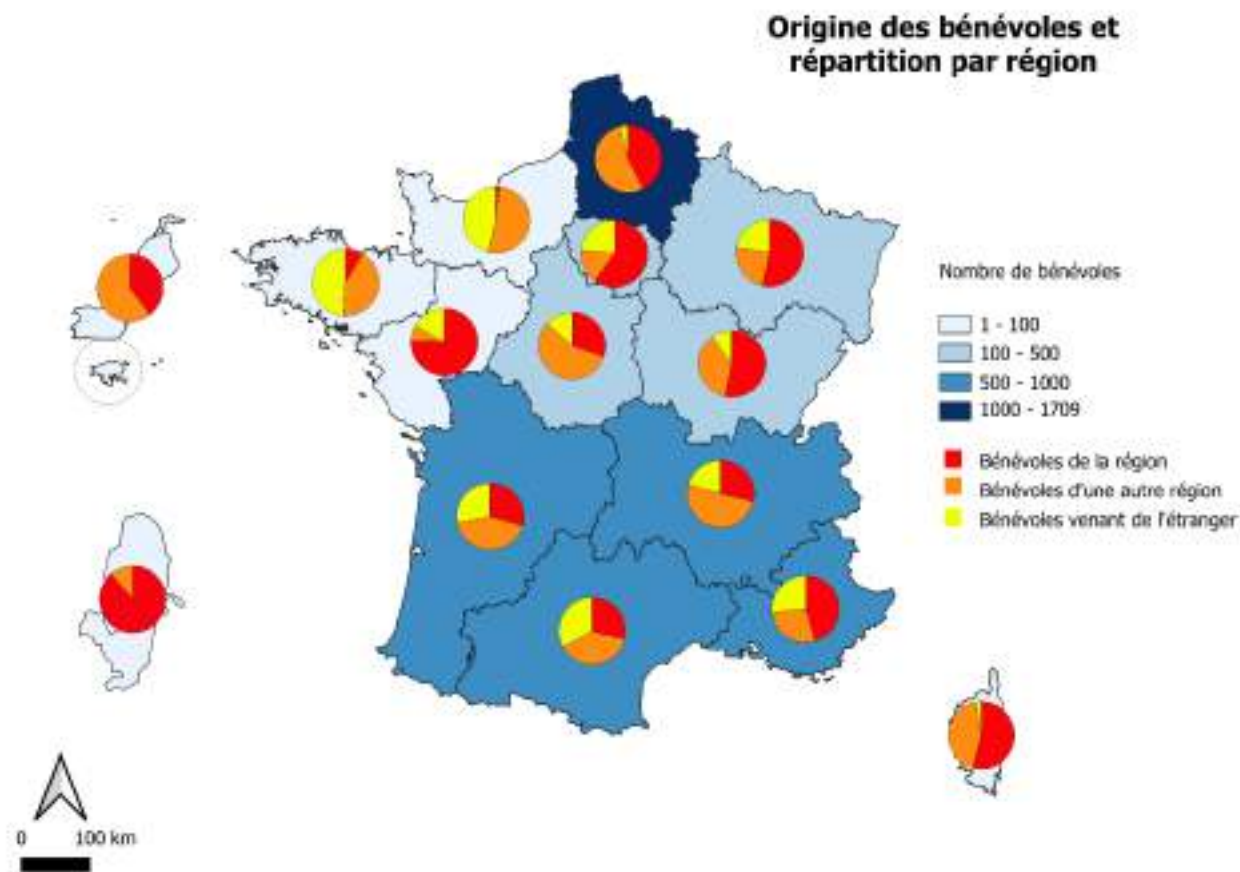 Origine des bénévoles et
répartition par région
Nombre de bénévoles
1 - 100
100 - 500
500 - 1000
1000 - 1709
Bénévoles de la région
Bénévoles d'une autre région
Bénévoles venant de l'étranger
0 100 km